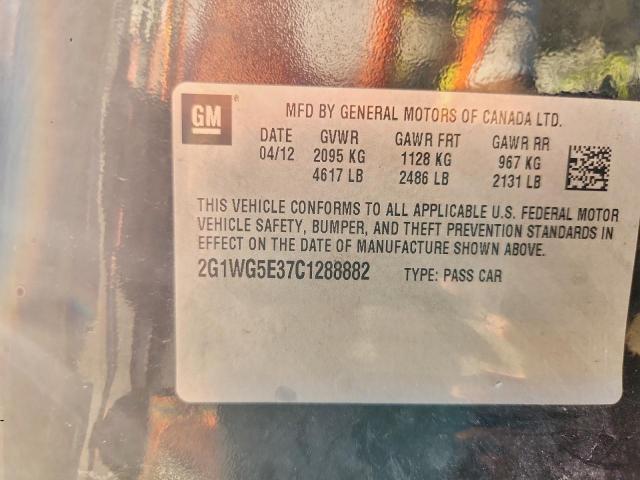 GM ® MFD BY GENERAL MOTORS OF CANADA LTD.
DATE GVWR GAWR FRT GAWR RR
04/12 2095 KG 1128 KG 967 KG
4617 LB 2486 LB 2131 LB
THIS VEHICLE CONFORMS TO ALL APPLICABLE U.S. FEDERAL MOTOR
VEHICLE SAFETY, BUMPER, AND THEFT PREVENTION STANDARDS IN
EFFECT ON THE DATE OF MANUFACTURE SHOWN ABOVE.
2G1WG5E37C1288882 TYPE: PASS CAR